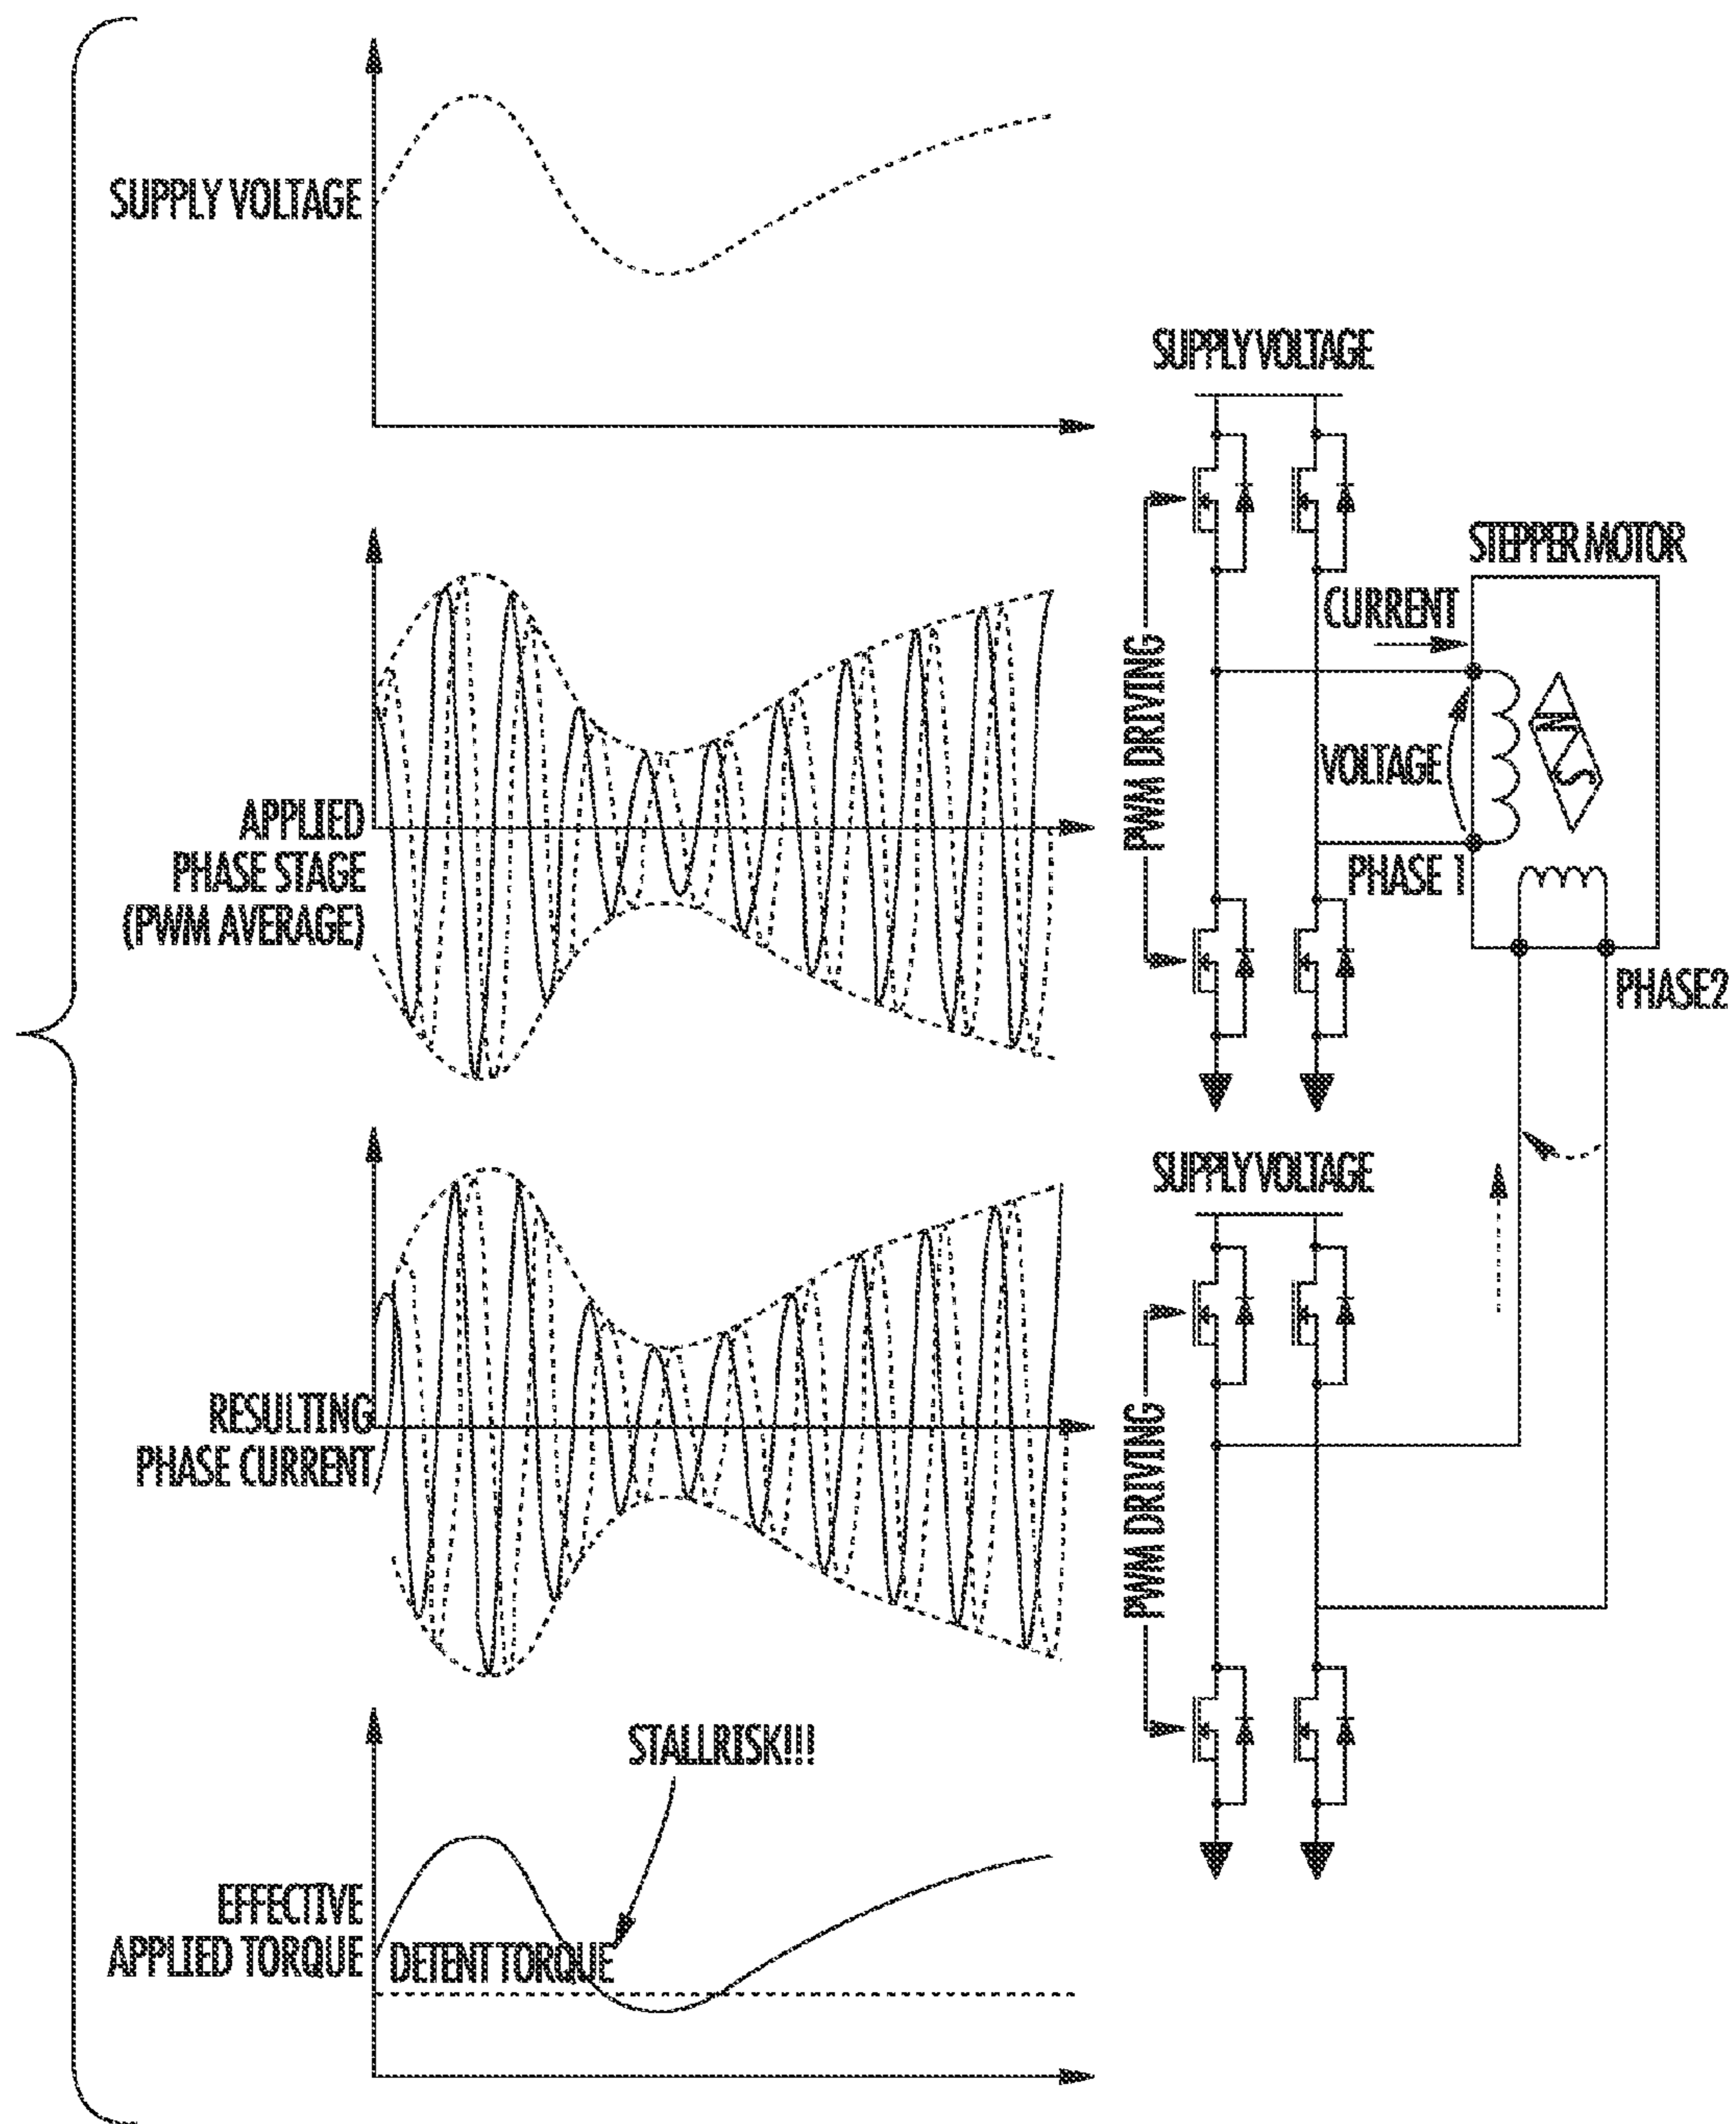 SUPPLY VOLTAGE
APPLIED
PHASE STAGE
(PWM AVERAGE)
RESULTING
PHASE CURRENT
STALLRISK!!!
EFFECTIVE
APPLIED TORQUE
DETENT TORQUE
SUPPLY VOLTAGE
PWM DRIVING
STEPPER MOTOR
CURRENT
VOLTAGE
N
S
PHASE 1
PHASE2
SUPPLY VOLTAGE
PWM DRIVING